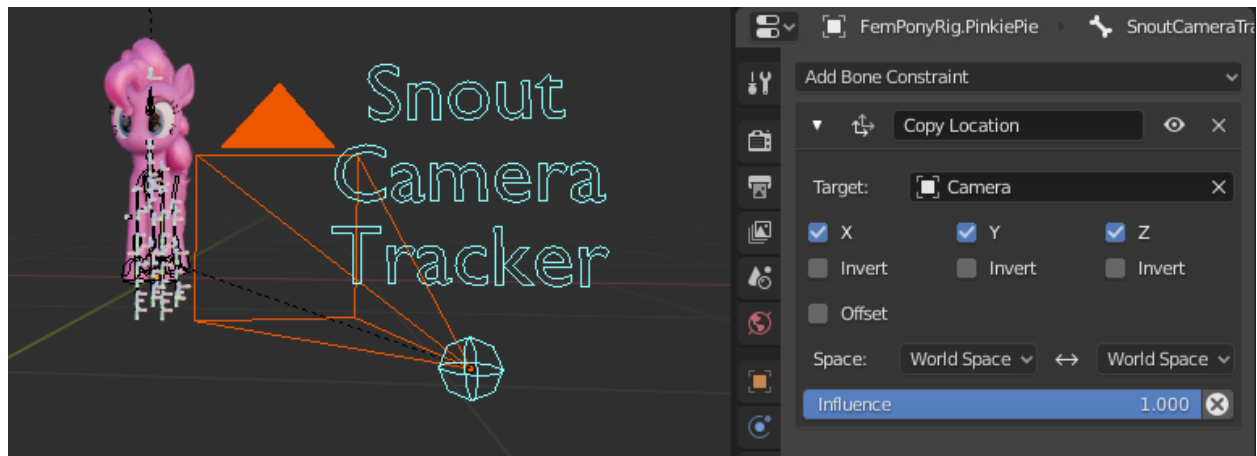 Snout
Camera
Tracker
FemPonyRig.PinkiePie SnoutCameraTra
Add Bone Constraint
Copy Location
Target: Camera
X Y Z
Invert Invert Invert
Offset
Space: World Space World Space
Influence 1.000